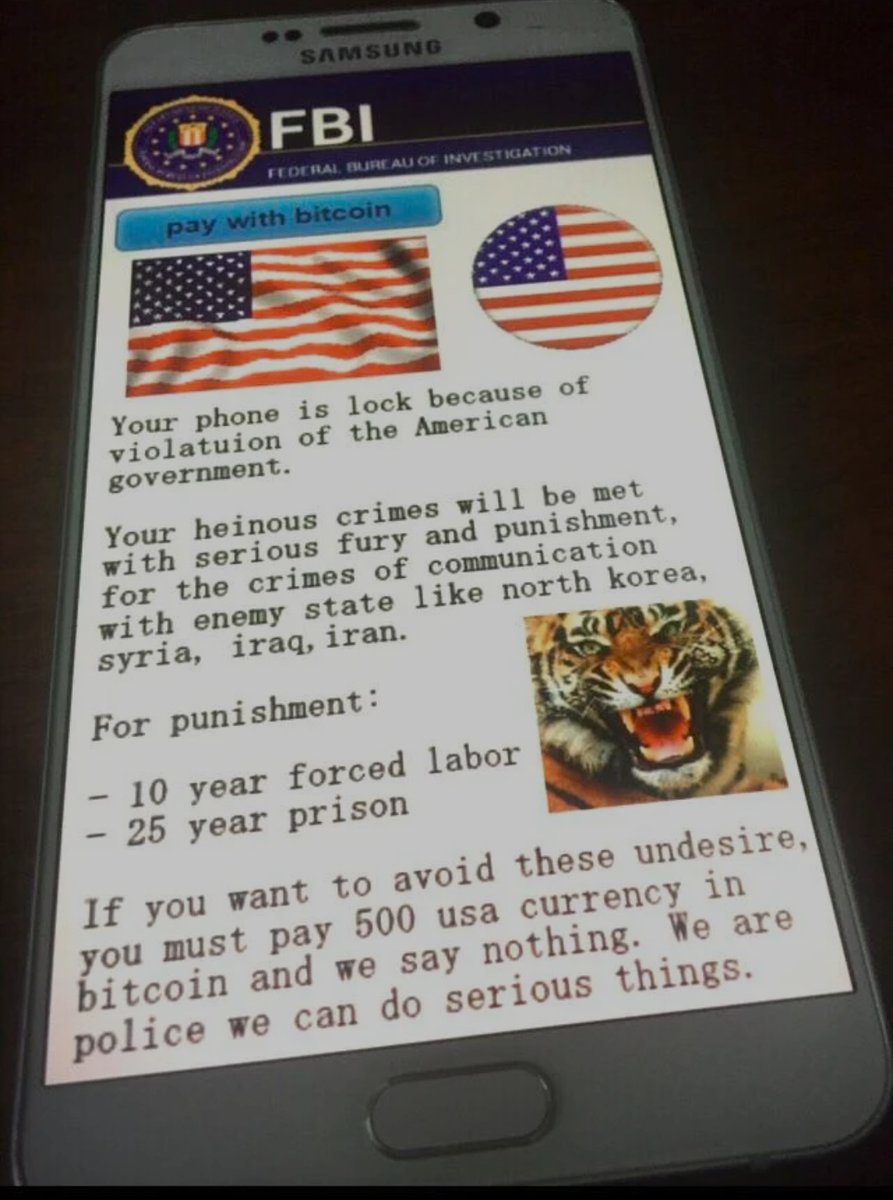 SAMSUNG
FBI
FEDERAL BUREAU OF INVESTIGATION
pay with bitcoin
Your phone is lock because of
violatuion of the American
government.
Your heinous crimes will be met
with serious fury and punishment,
for the crimes of communication
with enemy state like north korea,
syria, iraq, iran.
For punishment:
- 10 year forced labor
- 25 year prison
If you want to avoid these undesire,
you must pay 500 usa currency in
bitcoin and we say nothing. We are
police we can do serious things.